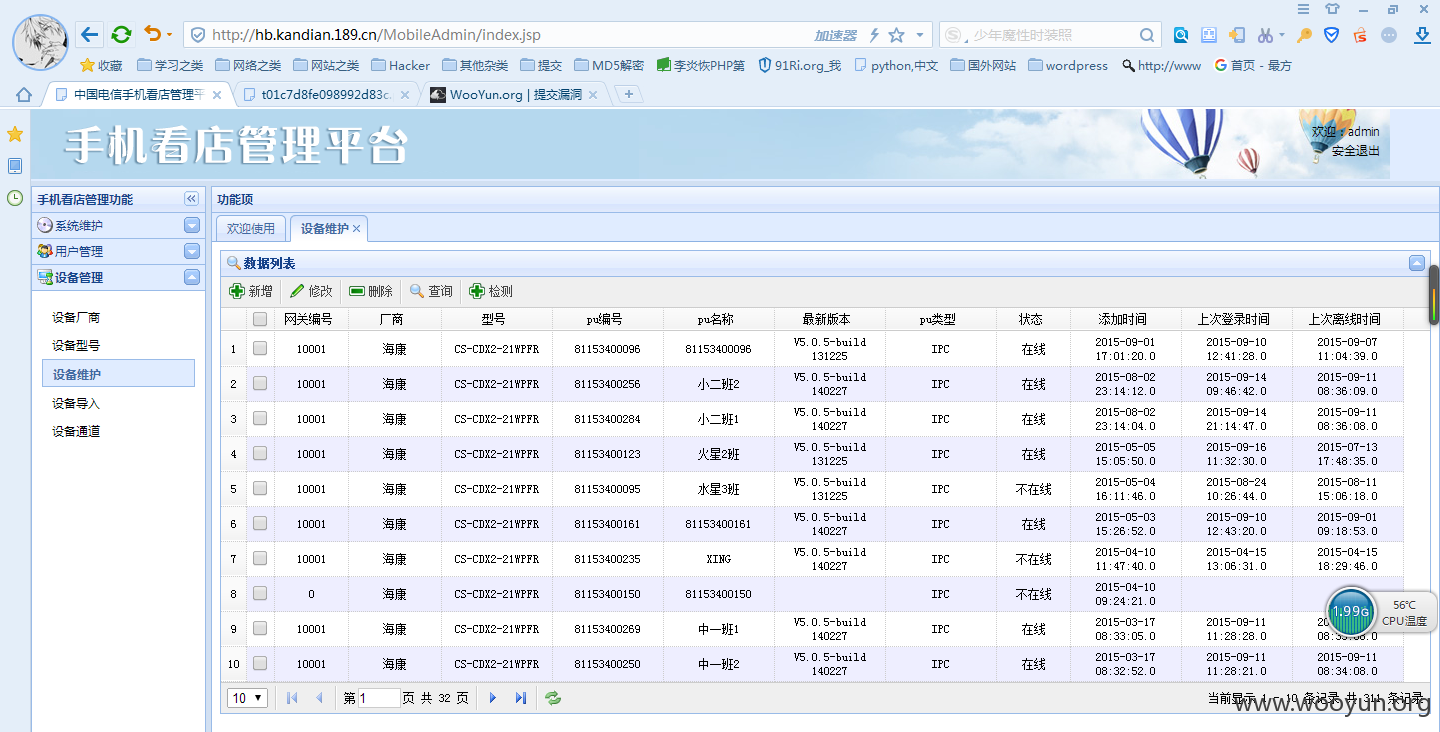 http://hb.kandian.189.cn/MobileAdmin/index.jsp
加速器
少年魔性时装照
收藏 学习之类 网络之类 网站之类 Hacker 其他杂类 提交 MD5解密 李炎恢PHP第 91Ri.org_我 python,中文 国外网站 wordpress http://www 首页 - 最方
中国电信手机看店管理平 t01c7d8fe098992d83c. WooYun.org | 提交漏洞
手机看店管理平台
欢迎：admin
安全退出
手机看店管理功能
系统维护
用户管理
设备管理
设备厂商
设备型号
设备维护
设备导入
设备通道
功能顶
欢迎使用 设备维护
数据列表
新增 修改 删除 查询 检测
网关编号 厂商 型号 pu编号 pu名称 最新版本 pu类型 状态 添加时间 上次登录时间 上次离线时间
1 10001 海康 CS-CDX2-21WPFR 81153400096 81153400096 V5.0.5-build 131225 IPC 在线 2015-09-01 17:01:20.0 2015-09-10 12:41:28.0 2015-09-07 11:04:39.0
2 10001 海康 CS-CDX2-21WPFR 81153400256 小二班2 V5.0.5-build 140227 IPC 在线 2015-08-02 23:14:12.0 2015-09-14 09:46:42.0 2015-09-11 08:36:09.0
3 10001 海康 CS-CDX2-21WPFR 81153400284 小二班1 V5.0.5-build 140227 IPC 在线 2015-08-02 23:14:04.0 2015-09-14 21:14:47.0 2015-09-11 08:36:08.0
4 10001 海康 CS-CDX2-21WPFR 81153400123 火星2班 V5.0.5-build 131225 IPC 在线 2015-05-05 15:05:50.0 2015-09-16 11:32:30.0 2015-07-13 17:48:35.0
5 10001 海康 CS-CDX2-21WPFR 81153400095 水星3班 V5.0.5-build 131225 IPC 不在线 2015-05-04 16:11:46.0 2015-08-24 10:26:44.0 2015-08-11 15:06:18.0
6 10001 海康 CS-CDX2-21WPFR 81153400161 81153400161 V5.0.5-build 140227 IPC 在线 2015-05-03 15:26:52.0 2015-09-10 12:43:20.0 2015-09-01 09:18:53.0
7 10001 海康 CS-CDX2-21WPFR 81153400235 XING V5.0.5-build 140227 IPC 不在线 2015-04-10 11:47:40.0 2015-04-15 13:06:31.0 2015-04-15 18:29:46.0
8 0 海康 CS-CDX2-21WPFR 81153400150 81153400150 IPC 不在线 2015-04-10 09:24:21.0
9 10001 海康 CS-CDX2-21WPFR 81153400269 中一班1 V5.0.5-build 140227 IPC 在线 2015-03-17 08:33:05.0 2015-09-11 11:28:28.0
10 10001 海康 CS-CDX2-21WPFR 81153400250 中一班2 V5.0.5-build 140227 IPC 在线 2015-03-17 08:32:52.0 2015-09-11 11:28:21.0 2015-09-11 08:34:08.0
1.99G 56℃
CPU温度
10 第 1 页 共 32 页 当前显示 1 - 10 条记录 共 311 条记录
www.wooyun.org